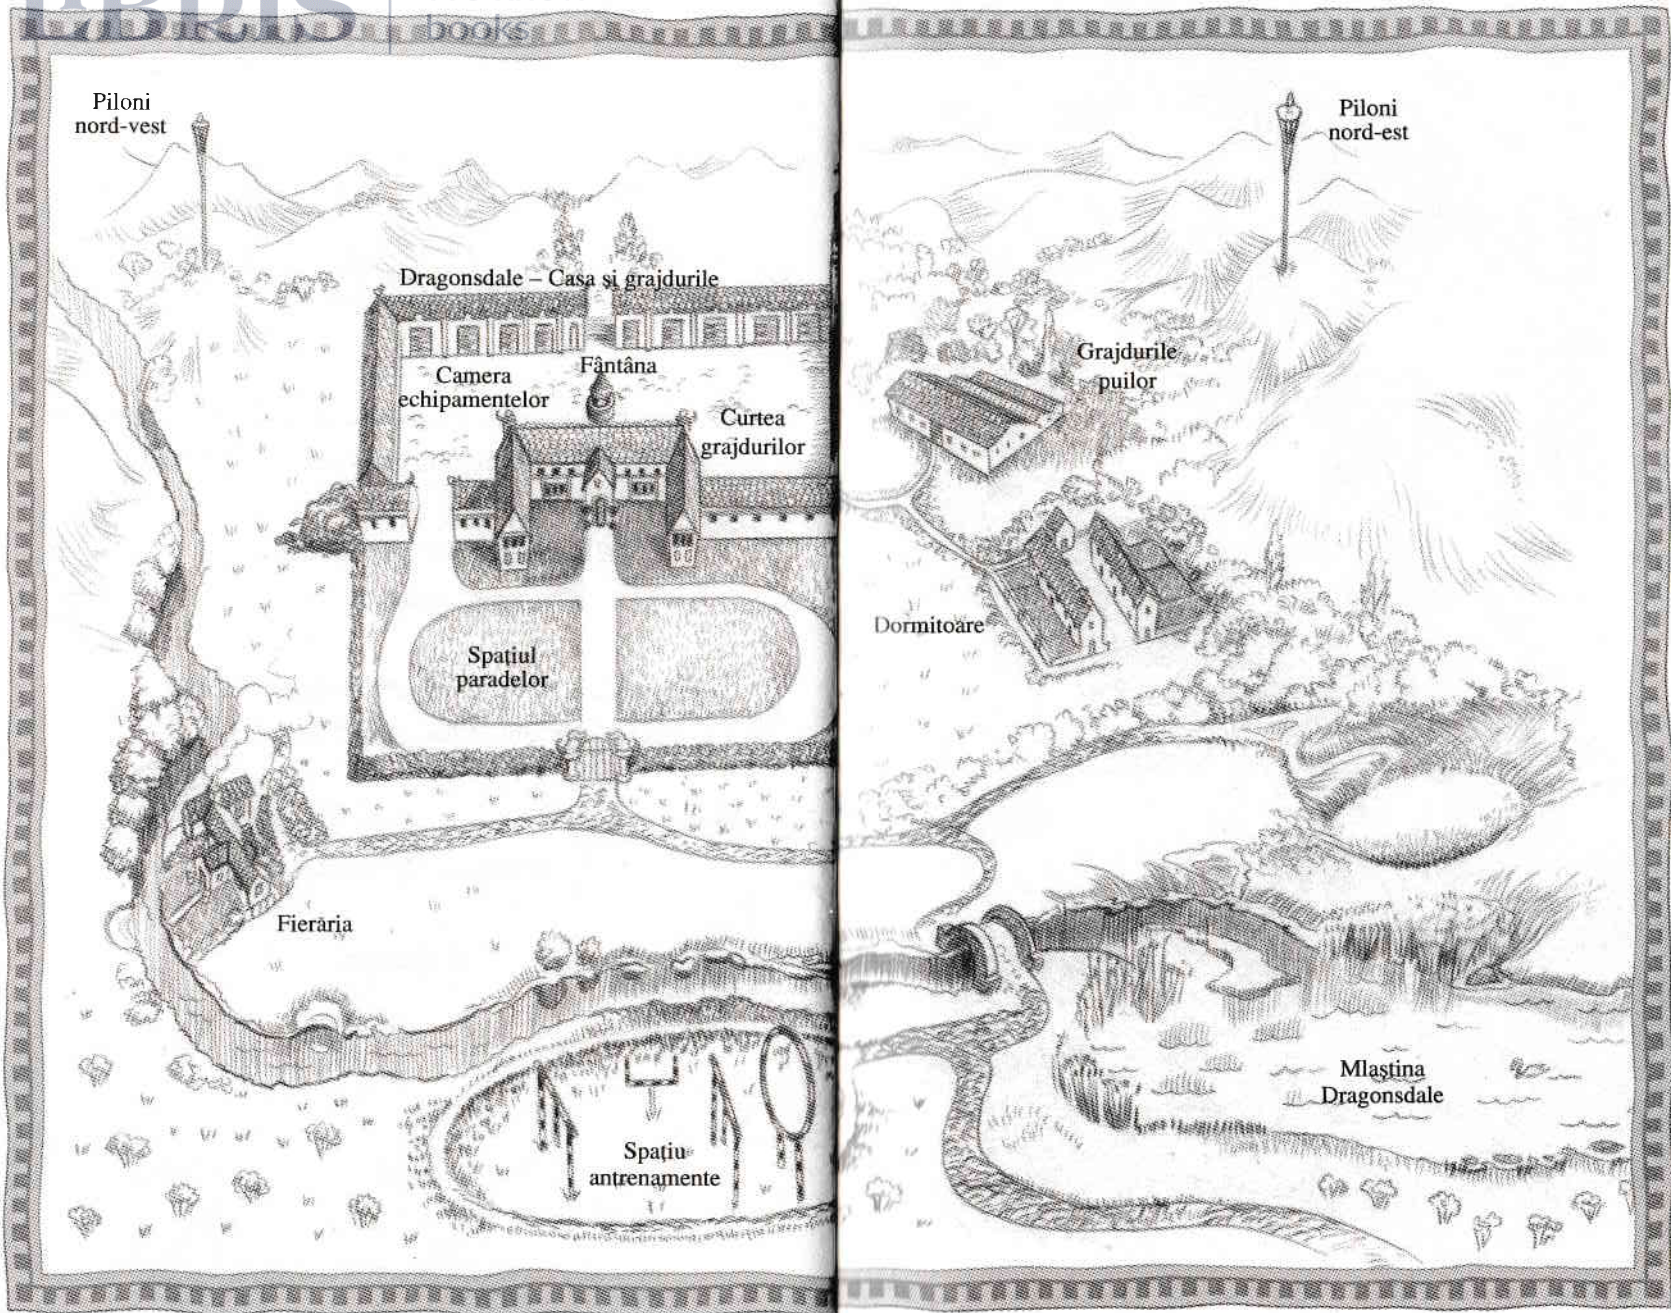 EBRIS
books
Piloni
nord-vest
Piloni
nord-est
Dragonsdale – Casa și grajdurile
Fântâna
Camera
echipamentelor
Curtea
grajdurilor
Grajdurile
puilor
Dormitoare
Spațiul
paradelor
Fierăria
Mlaștina
Dragonsdale
Spațiu
antrenamente